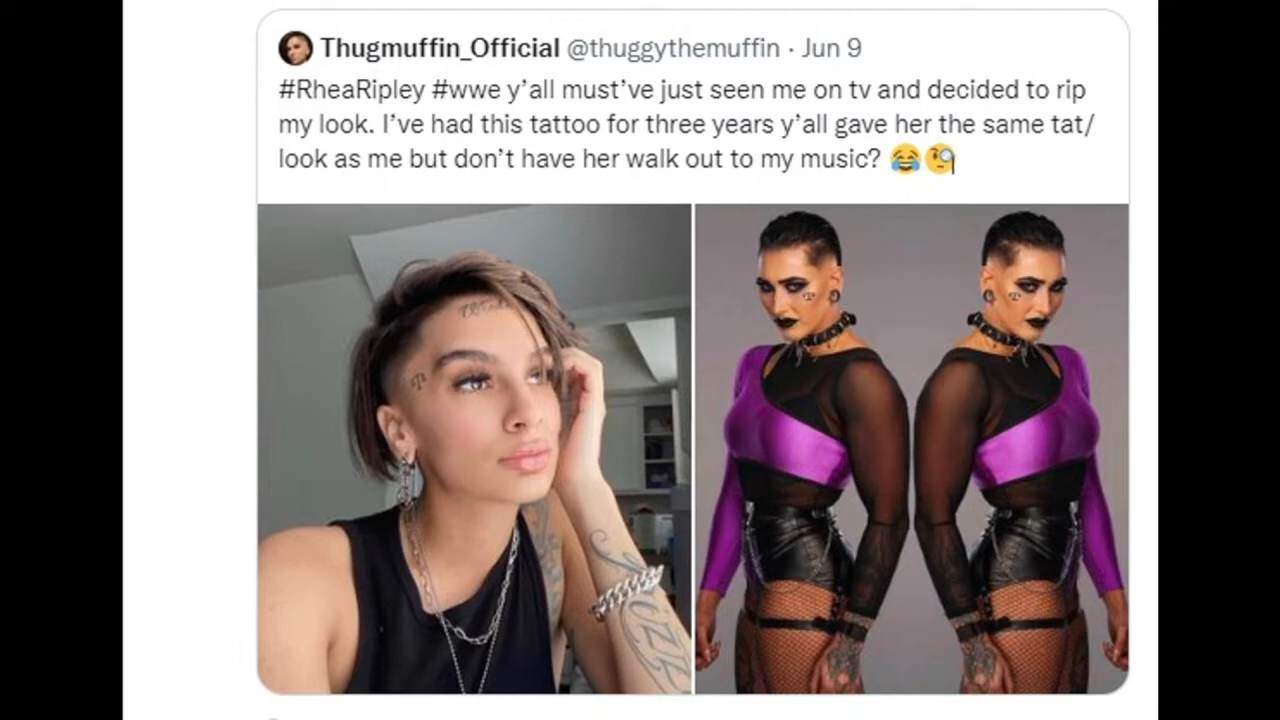 Thugmuffin_Official @thuggythemuffin · Jun 9
#RheaRipley #wwe y’all must’ve just seen me on tv and decided to rip
my look. I’ve had this tattoo for three years y’all gave her the same tat/
look as me but don’t have her walk out to my music? 😂🧐